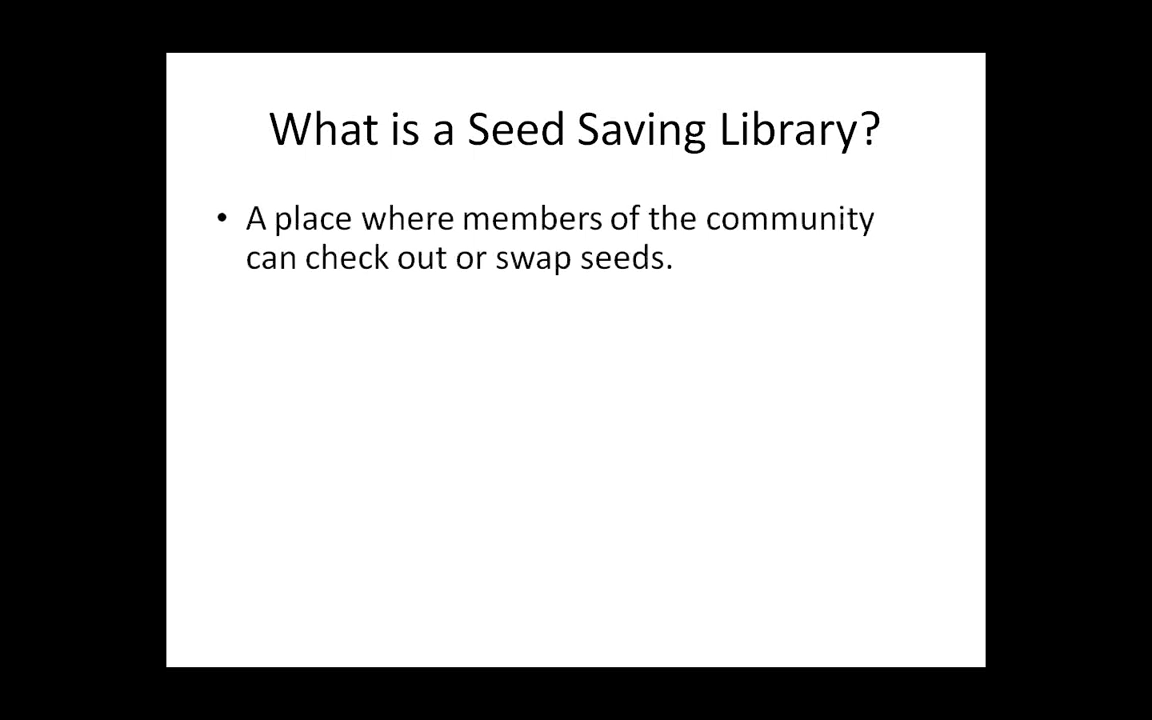 What is a Seed Saving Library?
• A place where members of the community
can check out or swap seeds.